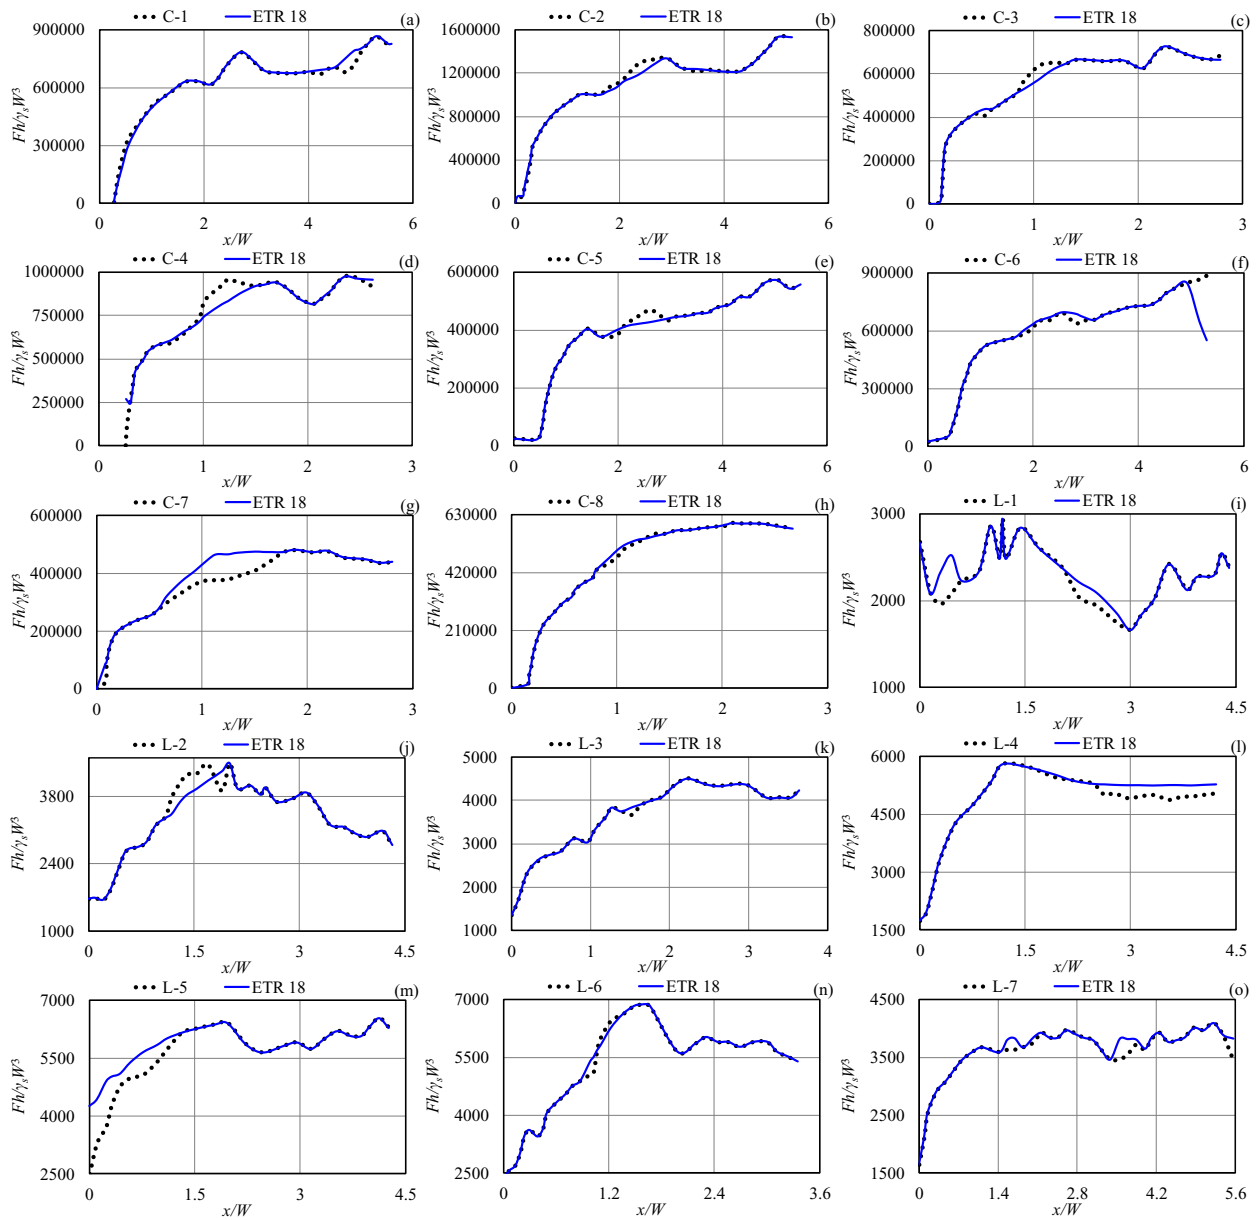 C-1 ETR 18 (a)
900000
600000
300000
0
Fh/γsW³
0 2 4 6
x/W
C-2 ETR 18 (b)
1600000
1200000
800000
400000
0
Fh/γsW³
0 2 4 6
x/W
C-3 ETR 18 (c)
800000
600000
400000
200000
0
Fh/γsW³
0 1 2 3
x/W
C-4 ETR 18 (d)
1000000
750000
500000
250000
0
Fh/γsW³
0 1 2 3
x/W
C-5 ETR 18 (e)
600000
400000
200000
0
Fh/γsW³
0 2 4 6
x/W
C-6 ETR 18 (f)
900000
600000
300000
0
Fh/γsW³
0 2 4 6
x/W
C-7 ETR 18 (g)
600000
400000
200000
0
Fh/γsW³
0 1 2 3
x/W
C-8 ETR 18 (h)
630000
420000
210000
0
Fh/γsW³
0 1 2 3
x/W
L-1 ETR 18 (i)
3000
2000
1000
Fh/γsW³
0 1.5 3 4.5
x/W
L-2 ETR 18 (j)
3800
2400
1000
Fh/γsW³
0 1.5 3 4.5
x/W
L-3 ETR 18 (k)
5000
4000
3000
2000
1000
Fh/γsW³
0 1 2 3 4
x/W
L-4 ETR 18 (l)
6000
4500
3000
1500
Fh/γsW³
0 1.5 3 4.5
x/W
L-5 ETR 18 (m)
7000
5500
4000
2500
Fh/γsW³
0 1.5 3 4.5
x/W
L-6 ETR 18 (n)
7000
5500
4000
2500
Fh/γsW³
0 1.2 2.4 3.6
x/W
L-7 ETR 18 (o)
4500
3500
2500
1500
Fh/γsW³
0 1.4 2.8 4.2 5.6
x/W